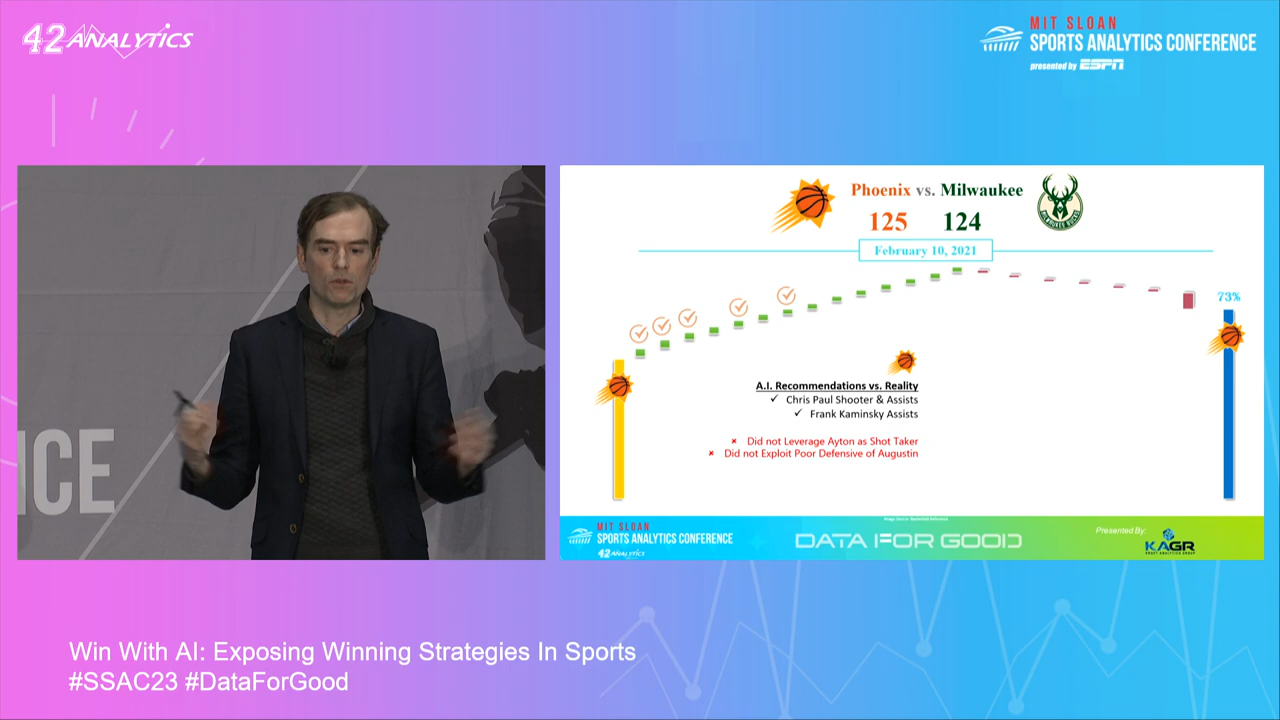 42 ANALYTICS
MIT SLOAN
SPORTS ANALYTICS CONFERENCE
presented by ESPN
ICE
Phoenix vs. Milwaukee
125 124
February 10, 2021
73%
A.I. Recommendations vs. Reality
✓ Chris Paul Shooter & Assists
✓ Frank Kaminsky Assists
× Did not Leverage Ayton as Shot Taker
× Did not Exploit Poor Defensive of Augustin
MIT SLOAN
SPORTS ANALYTICS CONFERENCE
42 ANALYTICS
DATA FOR GOOD
Presented By:
KAGR
KRAFT ANALYTICS GROUP
Win With AI: Exposing Winning Strategies In Sports
#SSAC23 #DataForGood